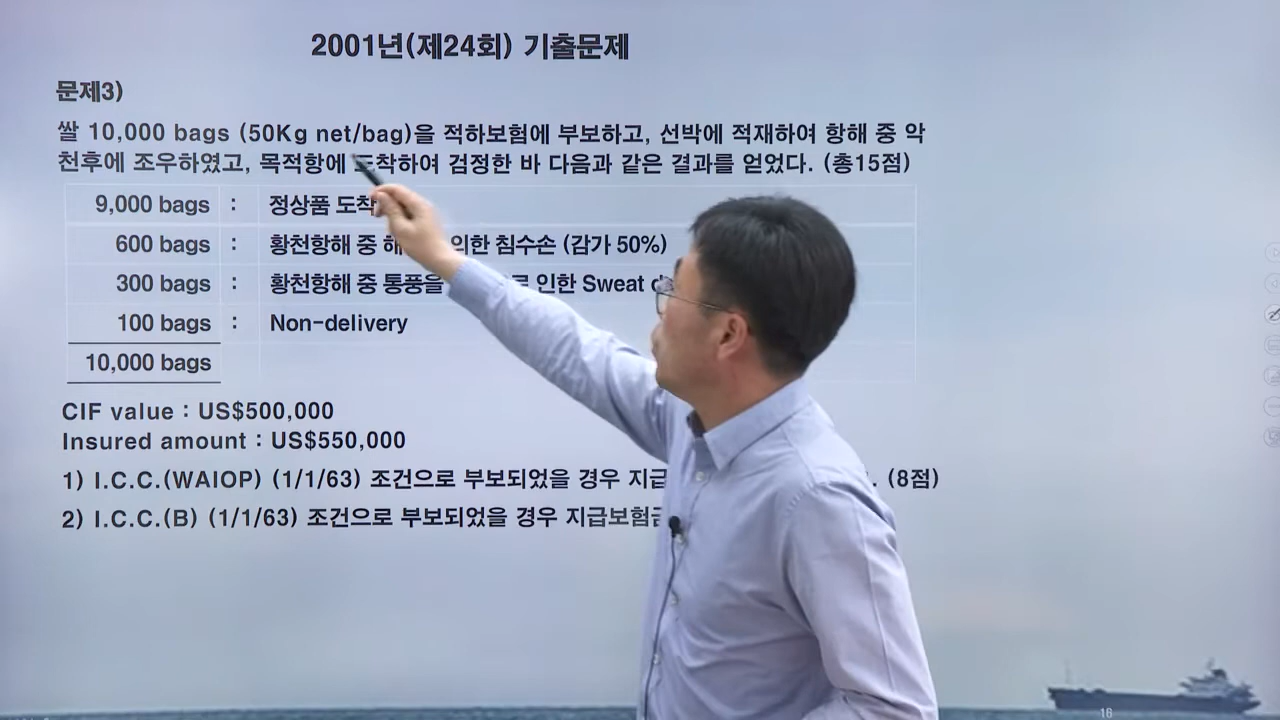 2001년(제24회) 기출문제
문제3)
쌀 10,000 bags (50Kg net/bag)을 적하보험에 부보하고, 선박에 적재하여 항해 중 악
천후에 조우하였고, 목적항에 도착하여 검정한 바 다음과 같은 결과를 얻었다. (총15점)
9,000 bags : 정상품 도착
600 bags : 황천항해 중 해 의한 침수손 (감가 50%)
300 bags : 황천항해 중 통풍을 인한 Sweat
100 bags : Non-delivery
10,000 bags
CIF value : US$500,000
Insured amount : US$550,000
1) I.C.C.(WAIOP) (1/1/63) 조건으로 부보되었을 경우 지급 . (8점)
2) I.C.C.(B) (1/1/63) 조건으로 부보되었을 경우 지급보험금
16